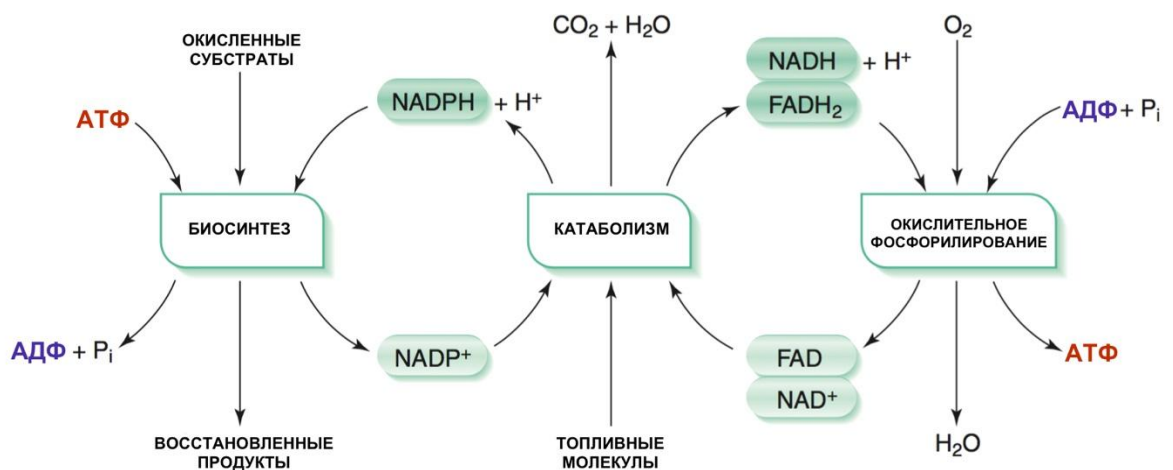 ОКИСЛЕННЫЕ
СУБСТРАТЫ
CO₂ + H₂O
O₂
NADH + H⁺
FADH₂
NADPH + H⁺
АТФ
АДФ + Pᵢ
БИОСИНТЕЗ
КАТАБОЛИЗМ
ОКИСЛИТЕЛЬНОЕ
ФОСФОРИЛИРОВАНИЕ
АДФ + Pᵢ
NADP⁺
FAD
NAD⁺
АТФ
ВОССТАНОВЛЕННЫЕ
ПРОДУКТЫ
ТОПЛИВНЫЕ
МОЛЕКУЛЫ
H₂O